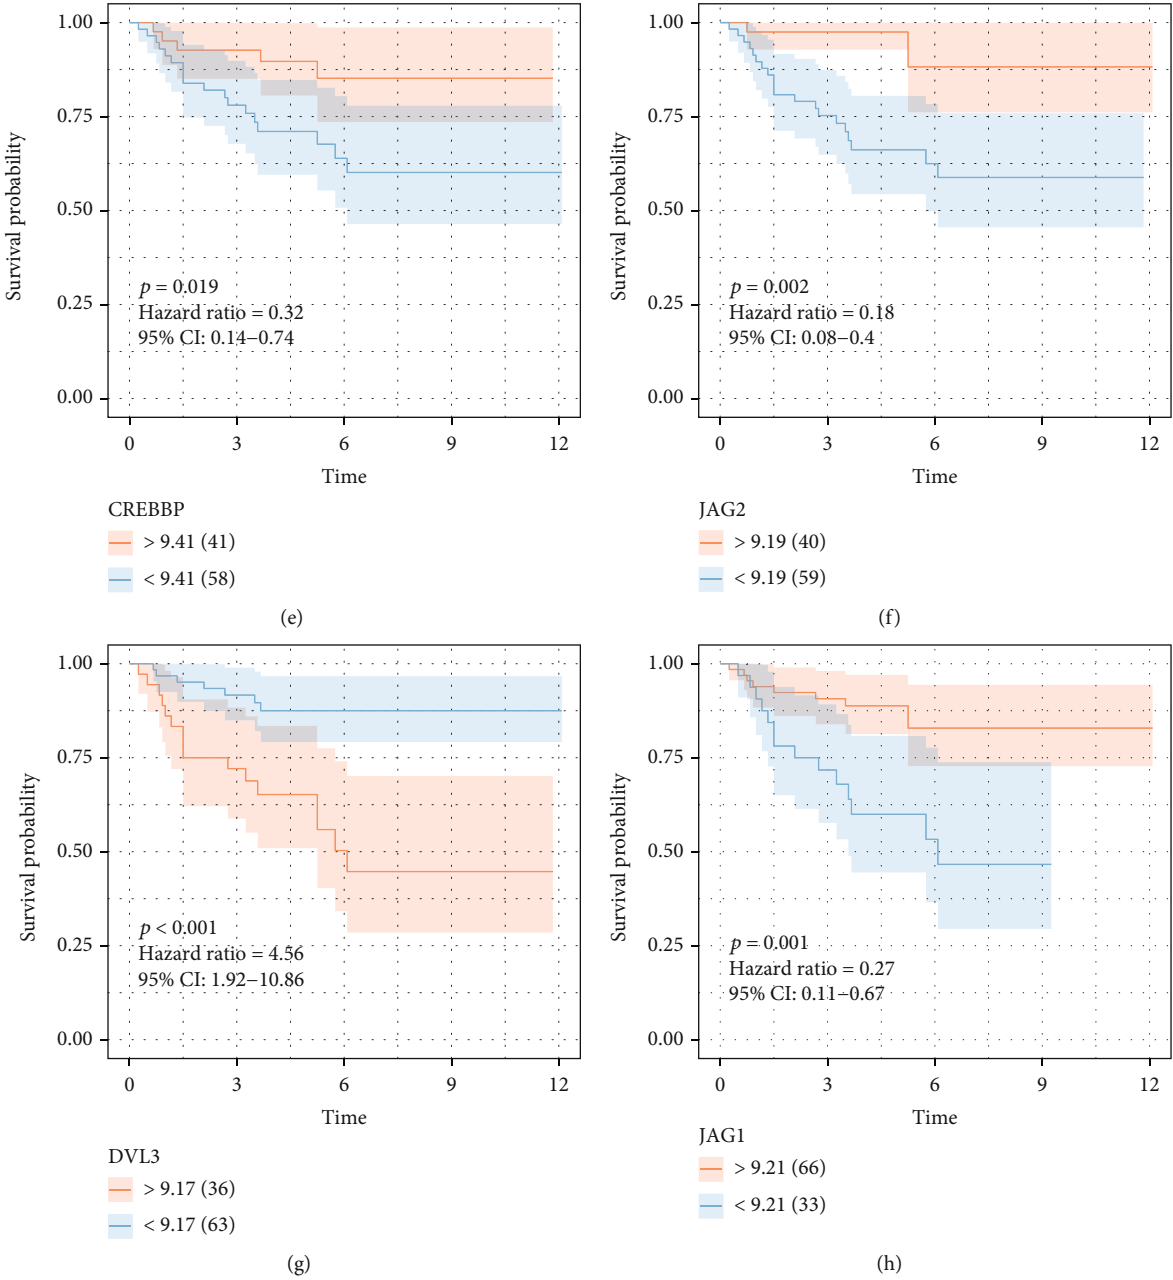 1.00
0.75
0.50
0.25
0.00
Survival probability
p = 0.019
Hazard ratio = 0.32
95% CI: 0.14–0.74
0 3 6 9 12
Time
CREBBP
> 9.41 (41)
< 9.41 (58)
(e)
1.00
0.75
0.50
0.25
0.00
Survival probability
p = 0.002
Hazard ratio = 0.18
95% CI: 0.08–0.4
0 3 6 9 12
Time
JAG2
> 9.19 (40)
< 9.19 (59)
(f)
1.00
0.75
0.50
0.25
0.00
Survival probability
p < 0.001
Hazard ratio = 4.56
95% CI: 1.92–10.86
0 3 6 9 12
Time
DVL3
> 9.17 (36)
< 9.17 (63)
(g)
1.00
0.75
0.50
0.25
0.00
Survival probability
p = 0.001
Hazard ratio = 0.27
95% CI: 0.11–0.67
0 3 6 9 12
Time
JAG1
> 9.21 (66)
< 9.21 (33)
(h)